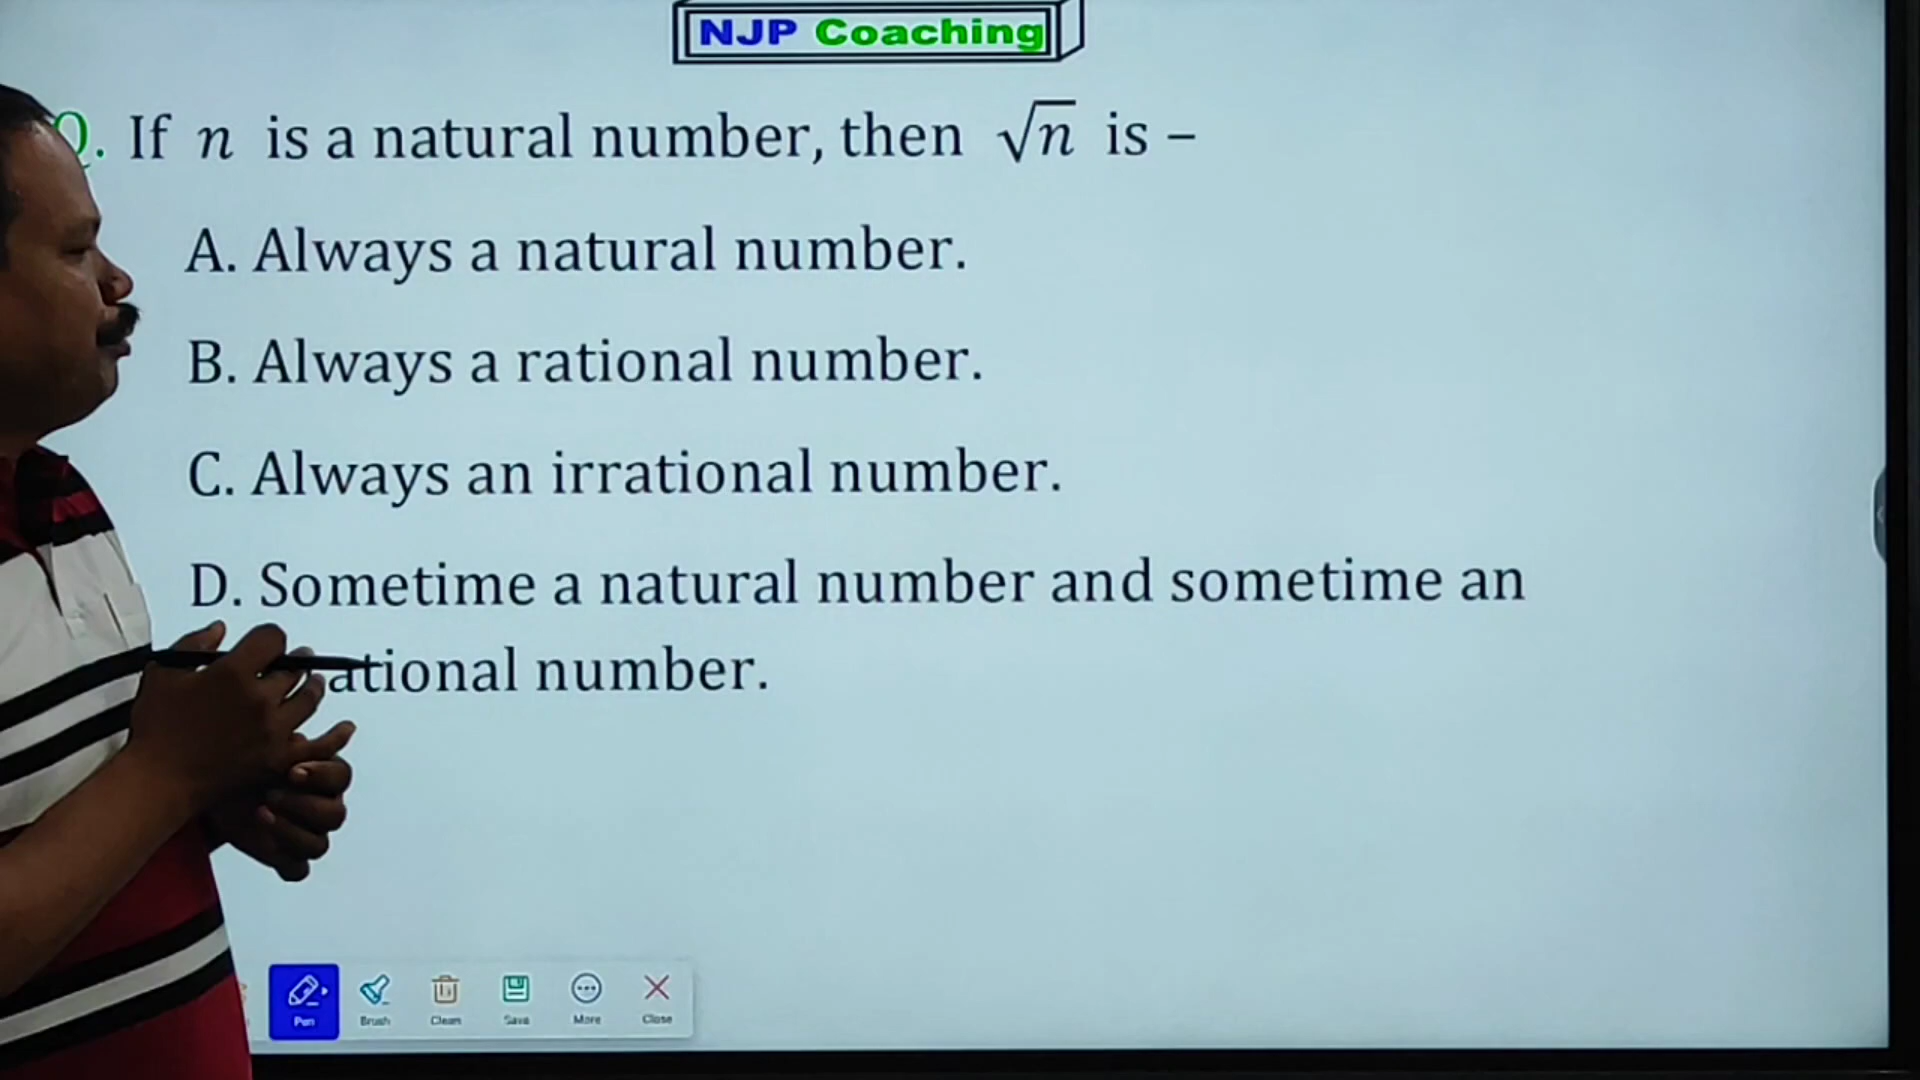 NJP Coaching
Q. If n is a natural number, then √n is –
A. Always a natural number.
B. Always a rational number.
C. Always an irrational number.
D. Sometime a natural number and sometime an
number.
Pen Brush Clean Save More Close